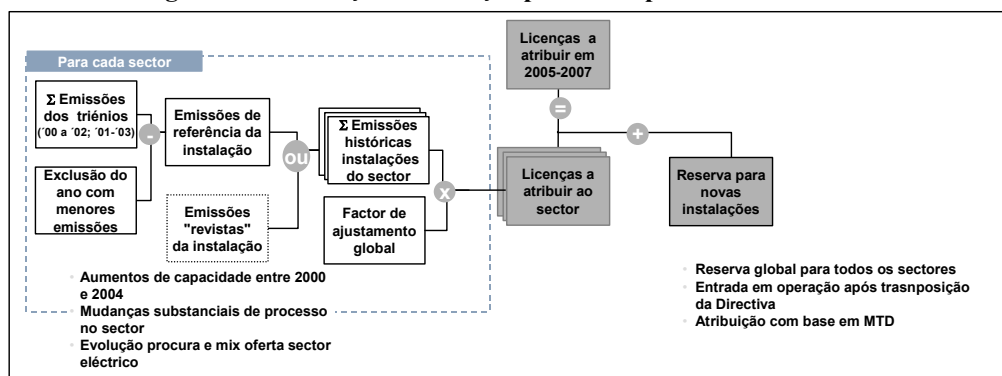 Para cada sector
Σ Emissões
dos triénios
(´00 a ´02; ´01-´03)
-
Exclusão do
ano com
menores
emissões
Emissões de
referência da
instalação
ou
Emissões
"revistas"
da instalação
Σ Emissões
históricas
instalações
do sector
Factor de
ajustamento
global
x
Licenças a
atribuir em
2005-2007
=
+
Licenças a
atribuir ao
sector
Reserva para
novas
instalações
Aumentos de capacidade entre 2000
e 2004
Mudanças substanciais de processo
no sector
Evolução procura e mix oferta sector
eléctrico
Reserva global para todos os sectores
Entrada em operação após trasnposição
da Directiva
Atribuição com base em MTD